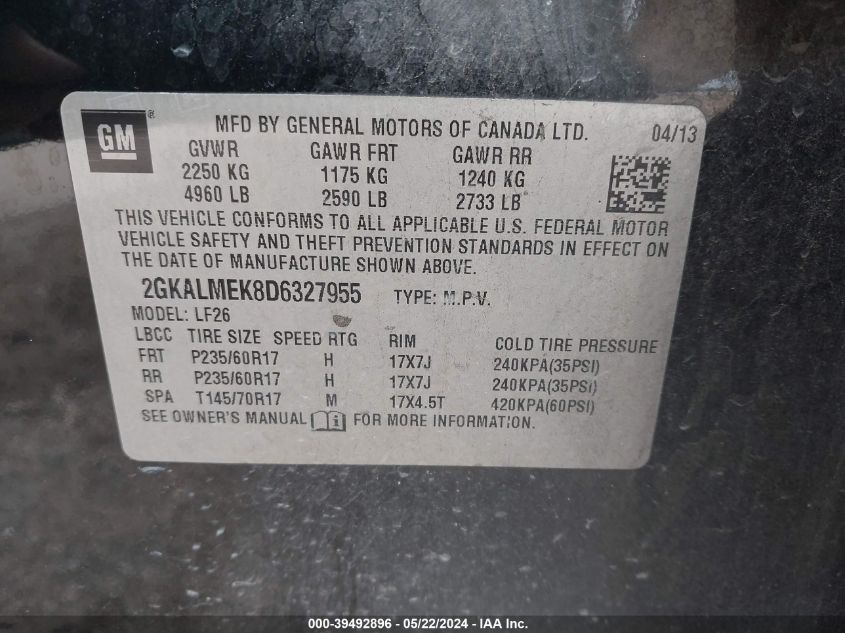 GM®
MFD BY GENERAL MOTORS OF CANADA LTD. 04/13
GVWR GAWR FRT GAWR RR
2250 KG 1175 KG 1240 KG
4960 LB 2590 LB 2733 LB
THIS VEHICLE CONFORMS TO ALL APPLICABLE U.S. FEDERAL MOTOR
VEHICLE SAFETY AND THEFT PREVENTION STANDARDS IN EFFECT ON
THE DATE OF MANUFACTURE SHOWN ABOVE.
2GKALMEK8D6327955 TYPE: M.P.V.
MODEL: LF26
LBCC TIRE SIZE SPEED RTG RIM COLD TIRE PRESSURE
FRT P235/60R17 H 17X7J 240KPA(35PSI)
RR P235/60R17 H 17X7J 240KPA(35PSI)
SPA T145/70R17 M 17X4.5T 420KPA(60PSI)
SEE OWNER'S MANUAL FOR MORE INFORMATION.
000-39492896 - 05/22/2024 - IAA Inc.